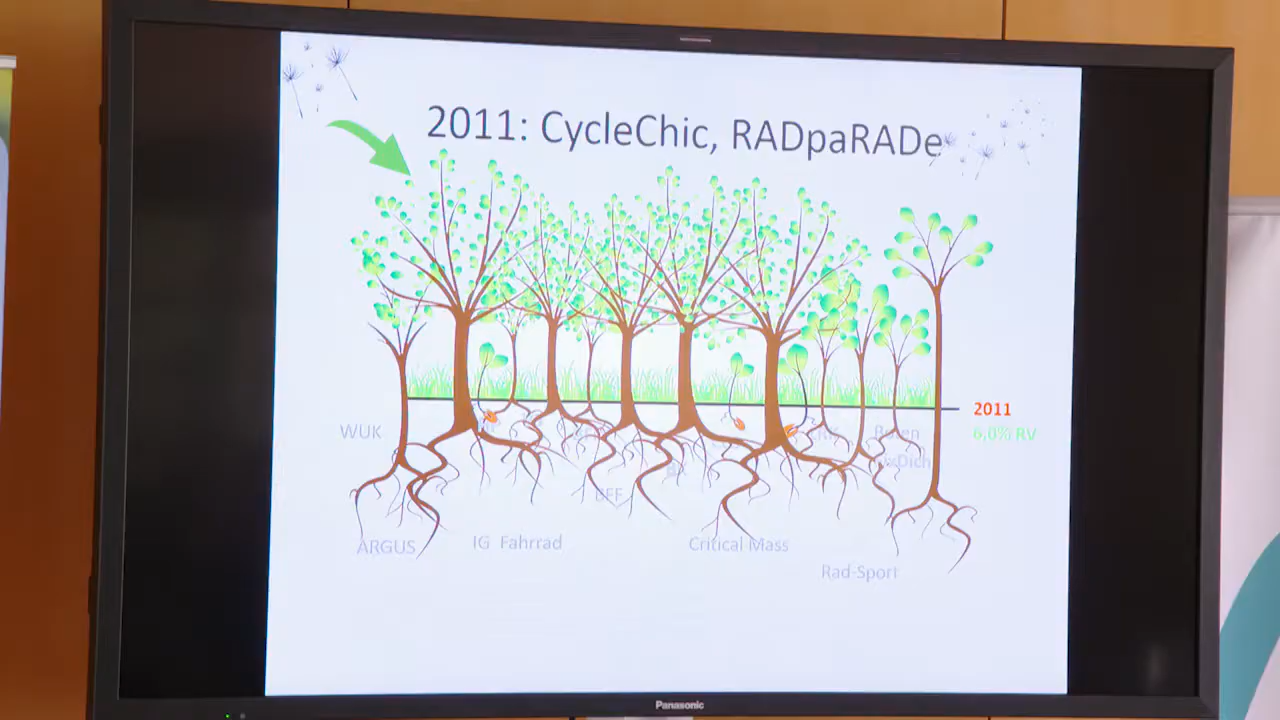 2011: CycleChic, RADpaRADe
2011
6,0% RV
WUK
BFF
ARGUS
IG Fahrrad
Critical Mass
Rad-Sport
Panasonic